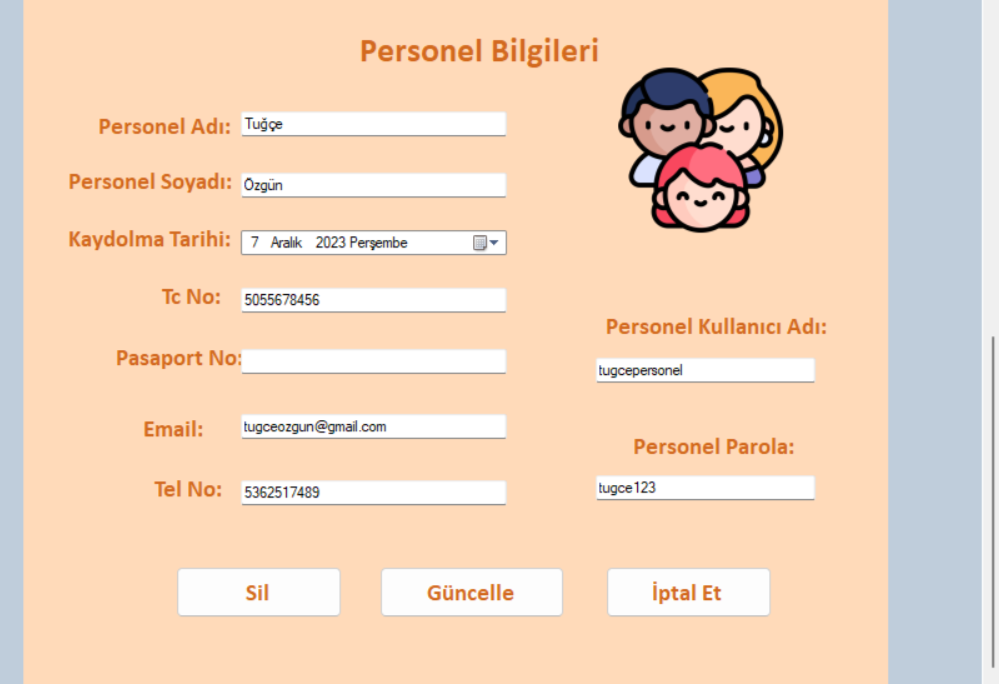 Personel Bilgileri
Personel Adı: Tuğçe
Personel Soyadı: Özgün
Kaydolma Tarihi: 7 Aralık 2023 Perşembe
Tc No: 5055678456
Pasaport No:
Email: tugceozgun@gmail.com
Tel No: 5362517489
Personel Kullanıcı Adı:
tugcepersonel
Personel Parola:
tugce123
Sil
Güncelle
İptal Et